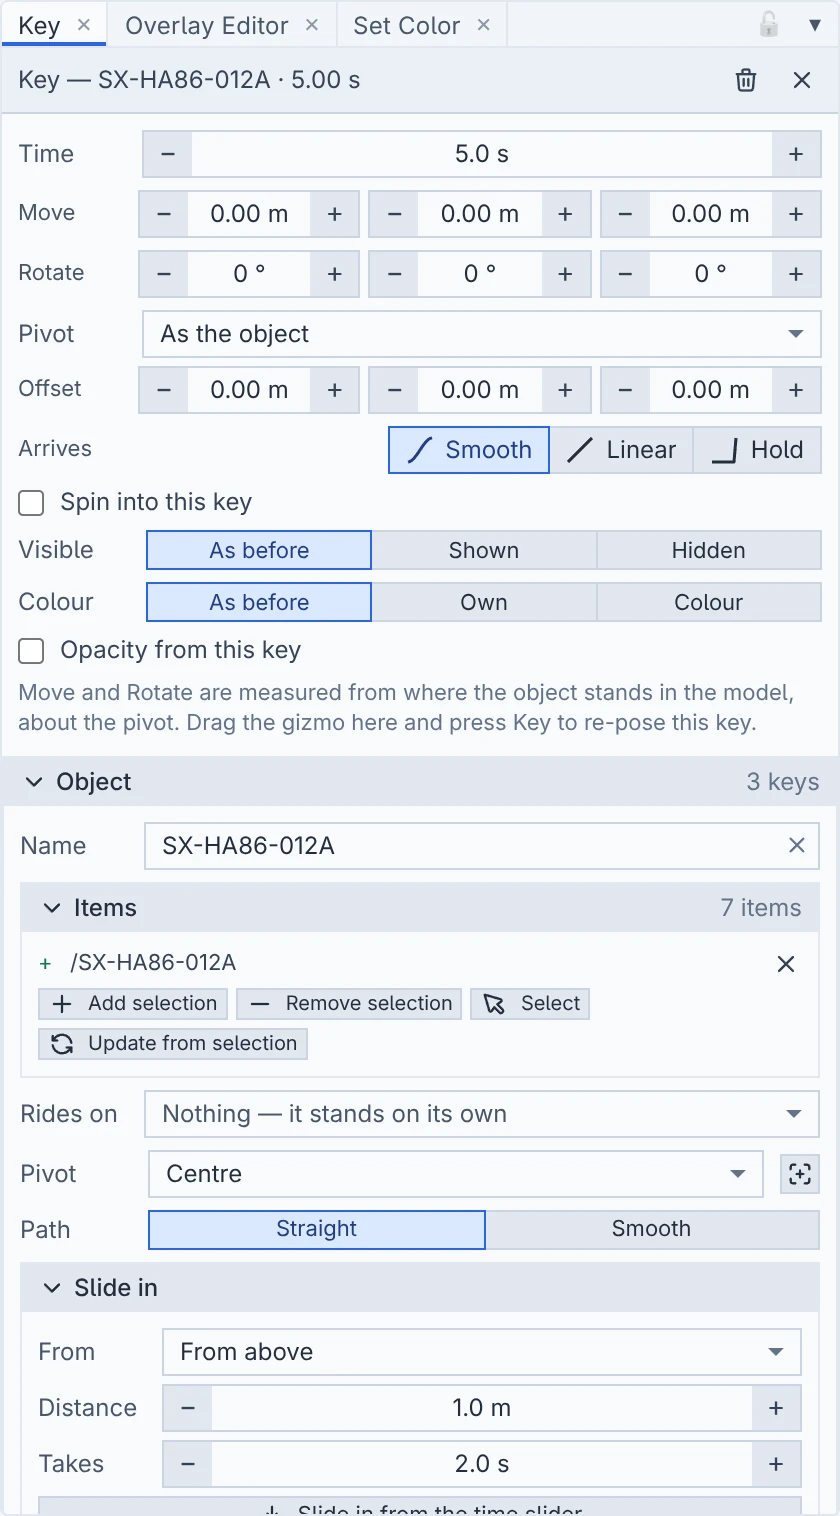 Key × Overlay Editor × Set Color ×
Key — SX-HA86-012A · 5.00 s
Time − 5.0 s +
Move − 0.00 m + − 0.00 m + − 0.00 m +
Rotate − 0 ° + − 0 ° + − 0 ° +
Pivot As the object
Offset − 0.00 m + − 0.00 m + − 0.00 m +
Arrives Smooth Linear Hold
Spin into this key
Visible As before Shown Hidden
Colour As before Own Colour
Opacity from this key
Move and Rotate are measured from where the object stands in the model,
about the pivot. Drag the gizmo here and press Key to re-pose this key.
Object 3 keys
Name SX-HA86-012A
Items 7 items
+ /SX-HA86-012A
Add selection Remove selection Select
Update from selection
Rides on Nothing — it stands on its own
Pivot Centre
Path Straight Smooth
Slide in
From From above
Distance − 1.0 m +
Takes − 2.0 s +
Slide in from the time slider